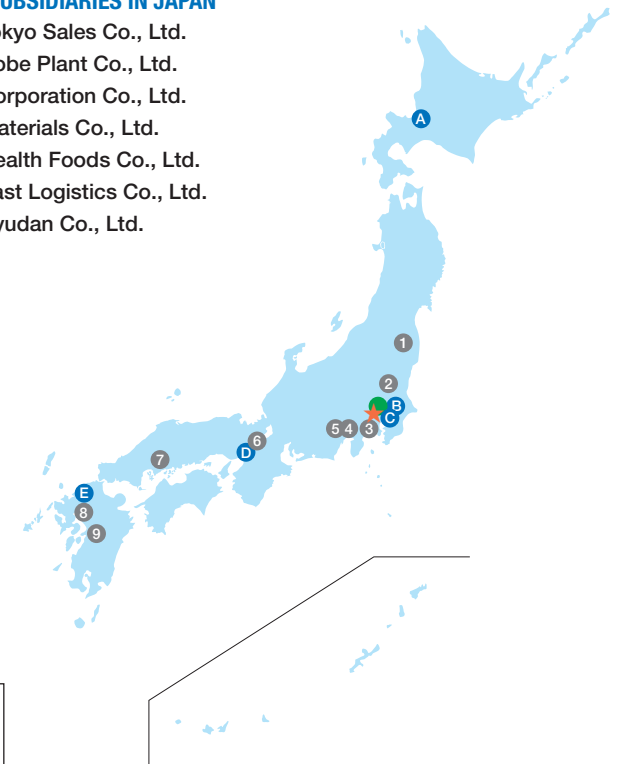 UBSIDIARIES IN JAPAN
okyo Sales Co., Ltd.
obe Plant Co., Ltd.
orporation Co., Ltd.
aterials Co., Ltd.
ealth Foods Co., Ltd.
ast Logistics Co., Ltd.
yudan Co., Ltd.
A
1
2
B
C
5 4 3
6
D
7
E
8
9